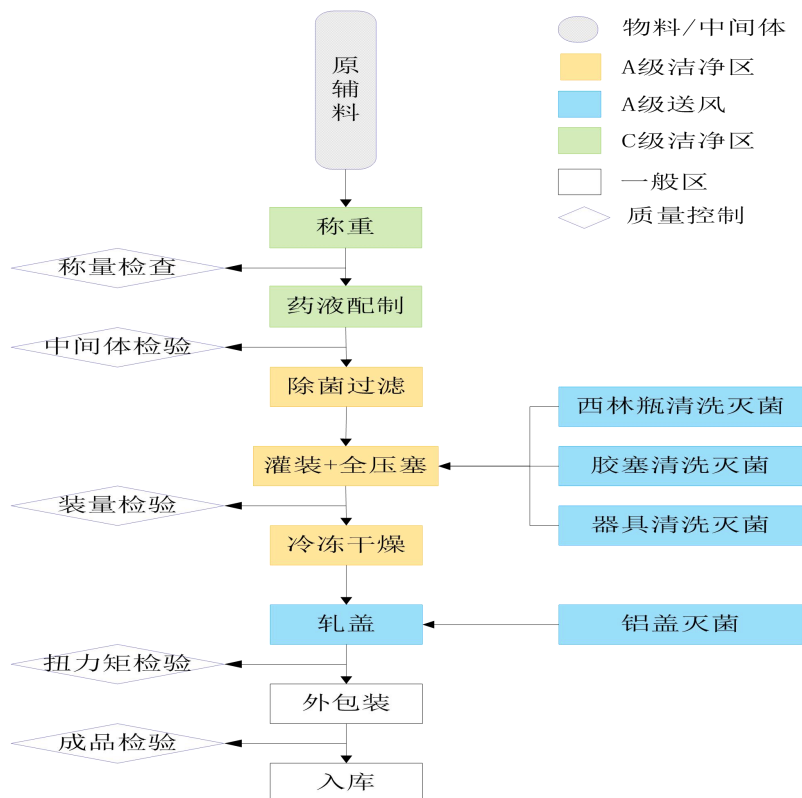 原辅料
物料/中间体
A级洁净区
A级送风
C级洁净区
一般区
质量控制
称重
称量检查
药液配制
中间体检验
除菌过滤
西林瓶清洗灭菌
灌装+全压塞
胶塞清洗灭菌
装量检验
器具清洗灭菌
冷冻干燥
轧盖
铝盖灭菌
扭力矩检验
外包装
成品检验
入库